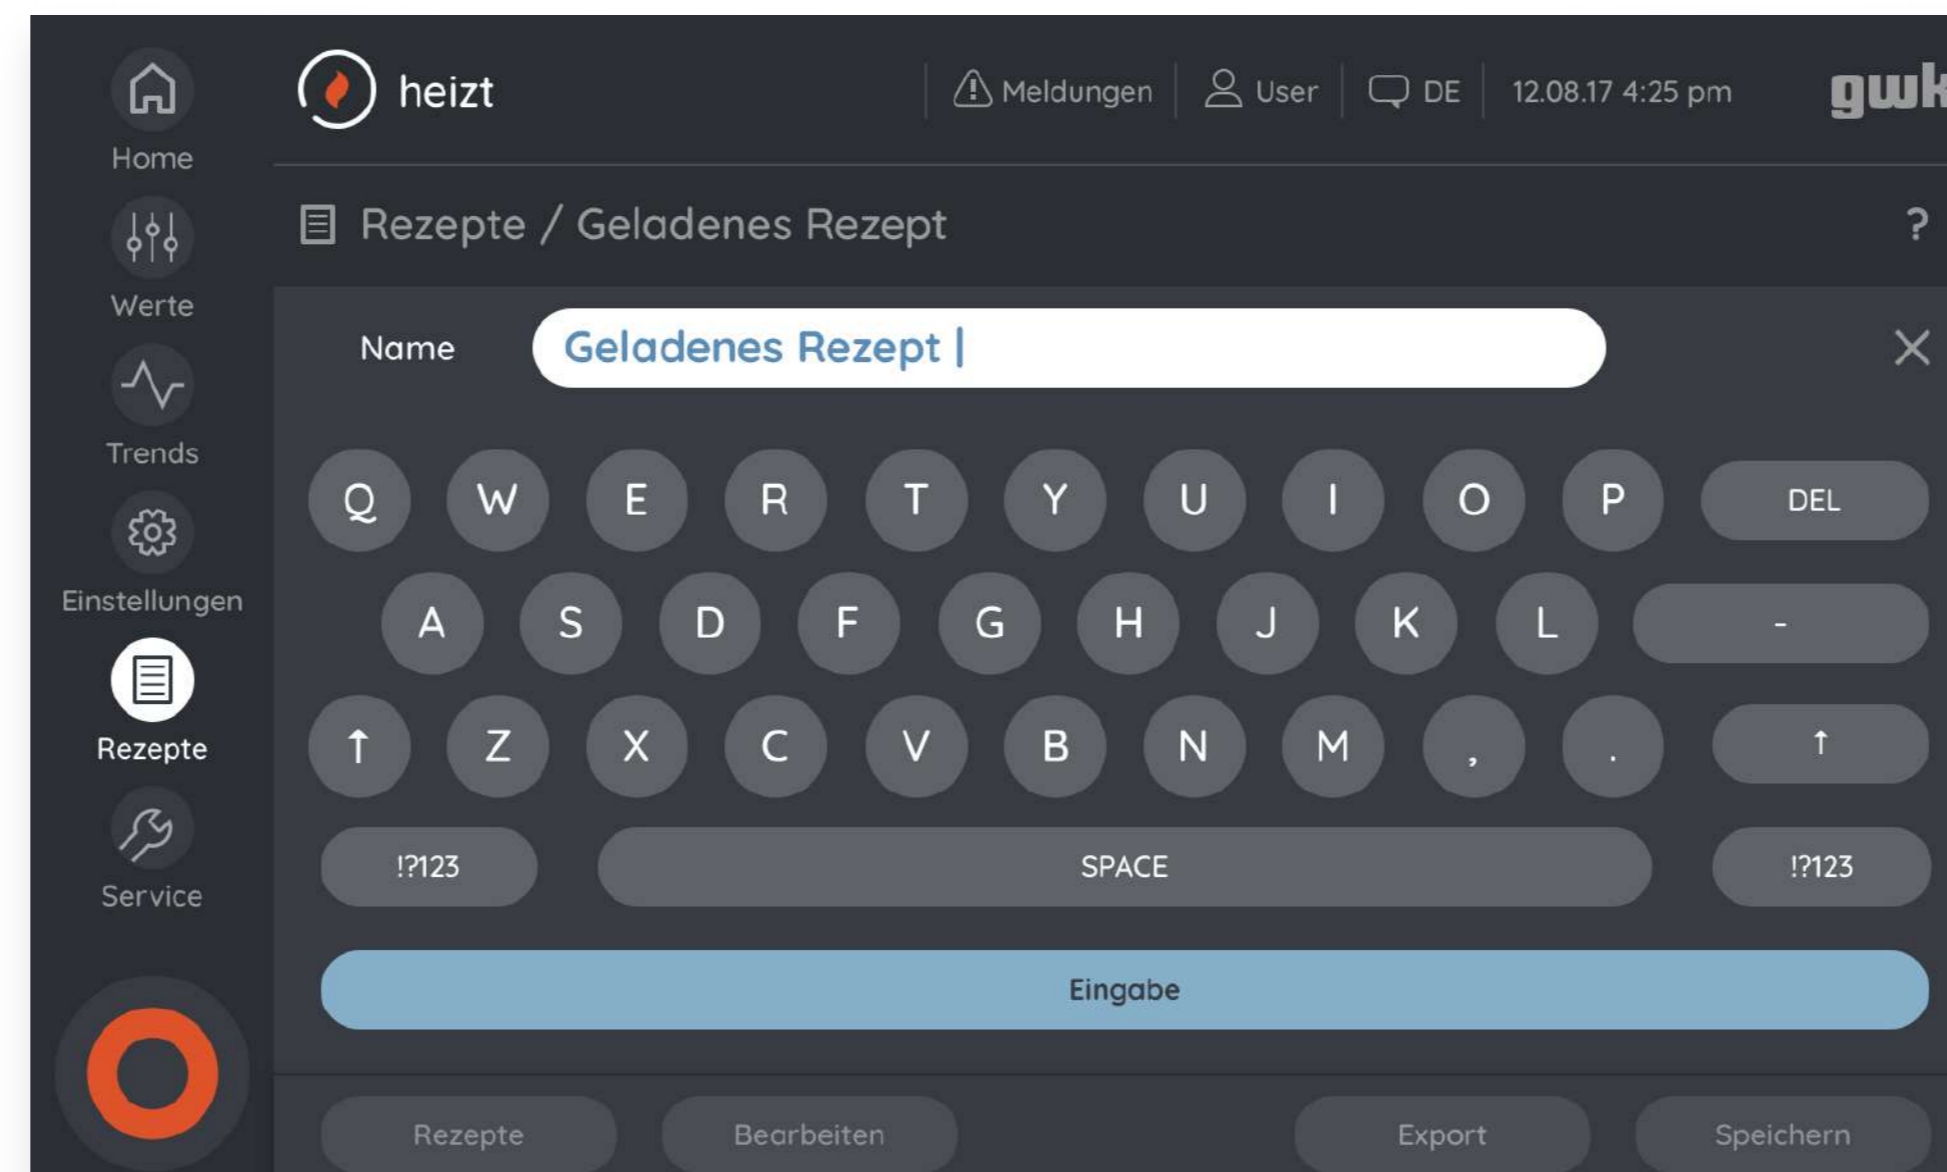 heizt
Meldungen
User
DE
12.08.17 4:25 pm
gwk
Home
Werte
Trends
Einstellungen
Rezepte
Service
Rezepte / Geladenes Rezept
?
Name
Geladenes Rezept
Q W E R T Y U I O P DEL
A S D F G H J K L -
↑ Z X C V B N M , . ↑
!?123 SPACE !?123
Eingabe
Rezepte
Bearbeiten
Export
Speichern